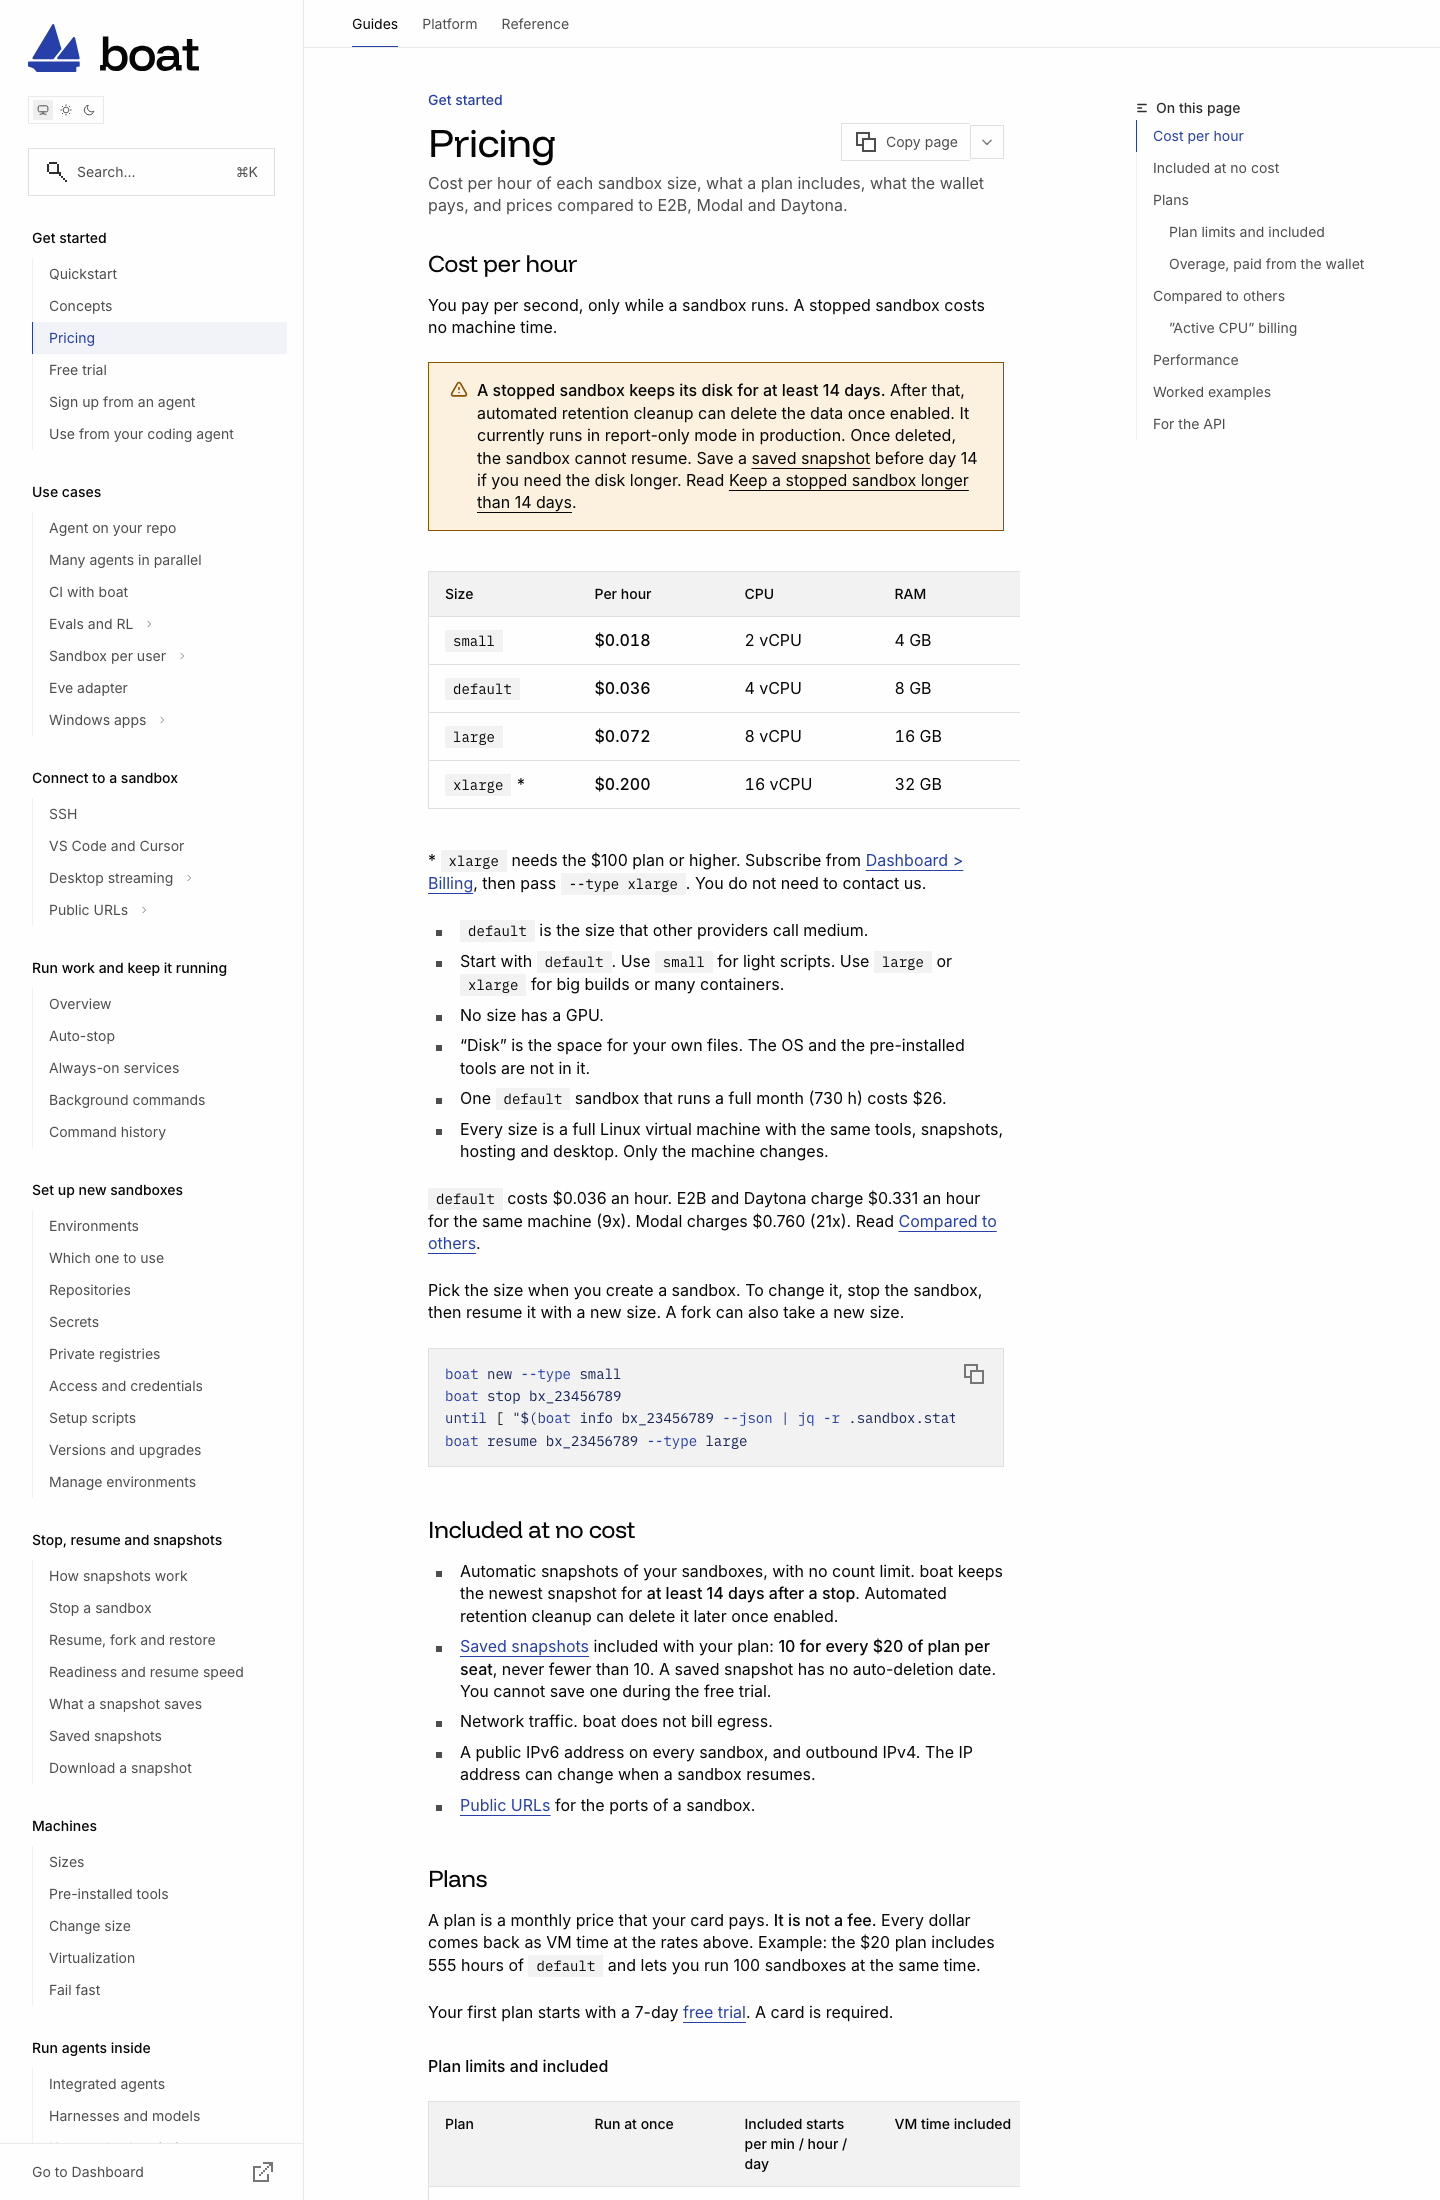 boat
Search...
⌘K
Get started
Quickstart
Concepts
Pricing
Free trial
Sign up from an agent
Use from your coding agent
Use cases
Agent on your repo
Many agents in parallel
CI with boat
Evals and RL
Sandbox per user
Eve adapter
Windows apps
Connect to a sandbox
SSH
VS Code and Cursor
Desktop streaming
Public URLs
Run work and keep it running
Overview
Auto-stop
Always-on services
Background commands
Command history
Set up new sandboxes
Environments
Which one to use
Repositories
Secrets
Private registries
Access and credentials
Setup scripts
Versions and upgrades
Manage environments
Stop, resume and snapshots
How snapshots work
Stop a sandbox
Resume, fork and restore
Readiness and resume speed
What a snapshot saves
Saved snapshots
Download a snapshot
Machines
Sizes
Pre-installed tools
Change size
Virtualization
Fail fast
Run agents inside
Integrated agents
Harnesses and models
Go to Dashboard
Guides Platform Reference
Get started
Pricing
Copy page
Cost per hour of each sandbox size, what a plan includes, what the wallet
pays, and prices compared to E2B, Modal and Daytona.
Cost per hour
You pay per second, only while a sandbox runs. A stopped sandbox costs
no machine time.
A stopped sandbox keeps its disk for at least 14 days. After that,
automated retention cleanup can delete the data once enabled. It
currently runs in report-only mode in production. Once deleted,
the sandbox cannot resume. Save a saved snapshot before day 14
if you need the disk longer. Read Keep a stopped sandbox longer
than 14 days.
Size Per hour CPU RAM
small $0.018 2 vCPU 4 GB
default $0.036 4 vCPU 8 GB
large $0.072 8 vCPU 16 GB
xlarge * $0.200 16 vCPU 32 GB
* xlarge needs the $100 plan or higher. Subscribe from Dashboard >
Billing, then pass --type xlarge. You do not need to contact us.
default is the size that other providers call medium.
Start with default. Use small for light scripts. Use large or
xlarge for big builds or many containers.
No size has a GPU.
“Disk” is the space for your own files. The OS and the pre-installed
tools are not in it.
One default sandbox that runs a full month (730 h) costs $26.
Every size is a full Linux virtual machine with the same tools, snapshots,
hosting and desktop. Only the machine changes.
default costs $0.036 an hour. E2B and Daytona charge $0.331 an hour
for the same machine (9x). Modal charges $0.760 (21x). Read Compared to
others.
Pick the size when you create a sandbox. To change it, stop the sandbox,
then resume it with a new size. A fork can also take a new size.
boat new --type small
boat stop bx_23456789
until [ "$(boat info bx_23456789 --json | jq -r .sandbox.stat
boat resume bx_23456789 --type large
Included at no cost
Automatic snapshots of your sandboxes, with no count limit. boat keeps
the newest snapshot for at least 14 days after a stop. Automated
retention cleanup can delete it later once enabled.
Saved snapshots included with your plan: 10 for every $20 of plan per
seat, never fewer than 10. A saved snapshot has no auto-deletion date.
You cannot save one during the free trial.
Network traffic. boat does not bill egress.
A public IPv6 address on every sandbox, and outbound IPv4. The IP
address can change when a sandbox resumes.
Public URLs for the ports of a sandbox.
Plans
A plan is a monthly price that your card pays. It is not a fee. Every dollar
comes back as VM time at the rates above. Example: the $20 plan includes
555 hours of default and lets you run 100 sandboxes at the same time.
Your first plan starts with a 7-day free trial. A card is required.
Plan limits and included
Plan Run at once Included starts VM time included
per min / hour /
day
On this page
Cost per hour
Included at no cost
Plans
Plan limits and included
Overage, paid from the wallet
Compared to others
”Active CPU” billing
Performance
Worked examples
For the API